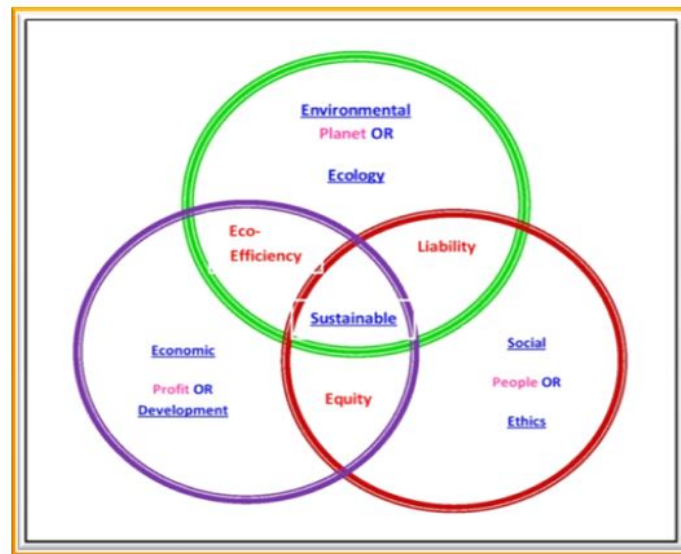 Environmental
Planet OR
Ecology
Eco-
Efficiency
Liability
Sustainable
Economic
Profit OR
Development
Equity
Social
People OR
Ethics